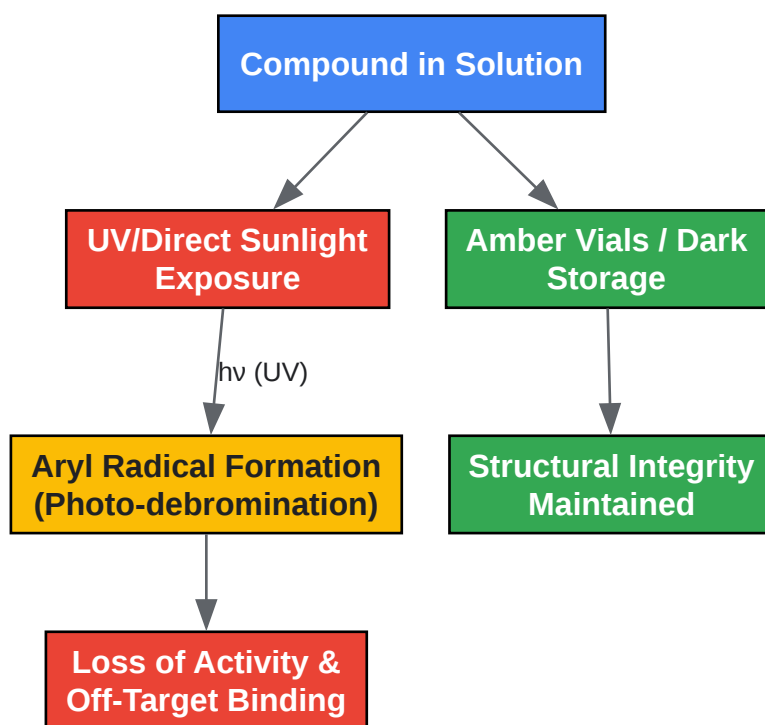 Compound in Solution
UV/Direct Sunlight
Exposure
Amber Vials / Dark
Storage
hν (UV)
Aryl Radical Formation
(Photo-debromination)
Structural Integrity
Maintained
Loss of Activity &
Off-Target Binding